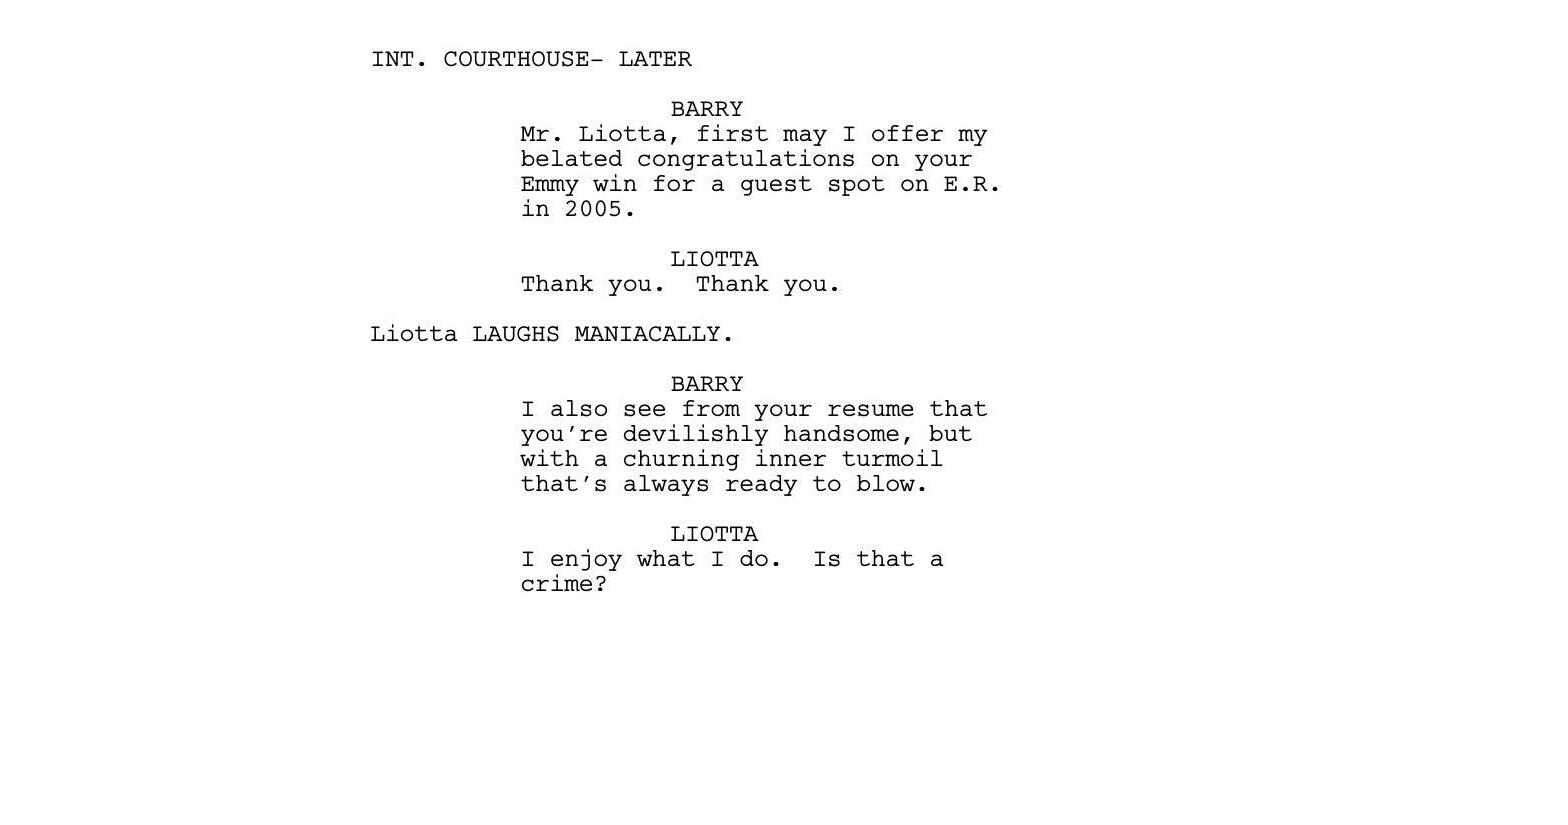 INT. COURTHOUSE- LATER
BARRY
Mr. Liotta, first may I offer my
belated congratulations on your
Emmy win for a guest spot on E.R.
in 2005.
LIOTTA
Thank you.  Thank you.
Liotta LAUGHS MANIACALLY.
BARRY
I also see from your resume that
you’re devilishly handsome, but
with a churning inner turmoil
that’s always ready to blow.
LIOTTA
I enjoy what I do.  Is that a
crime?